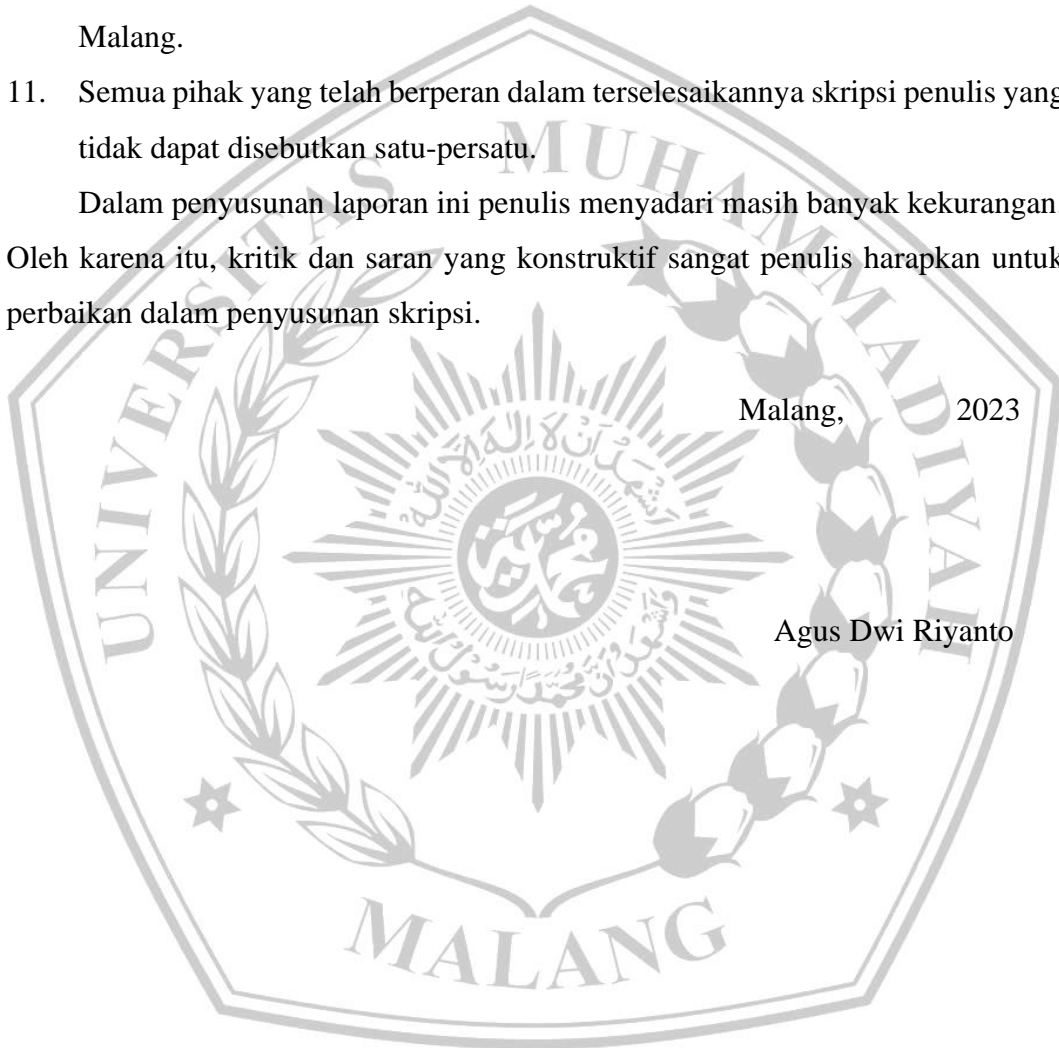 Malang.
11. Semua pihak yang telah berperan dalam terselesaikannya skripsi penulis yang
tidak dapat disebutkan satu-persatu.
Dalam penyusunan laporan ini penulis menyadari masih banyak kekurangan
Oleh karena itu, kritik dan saran yang konstruktif sangat penulis harapkan untuk
perbaikan dalam penyusunan skripsi.
Malang, 2023
Agus Dwi Riyanto
UNIVERSITAS MUHAMMADIYAH
MALANG